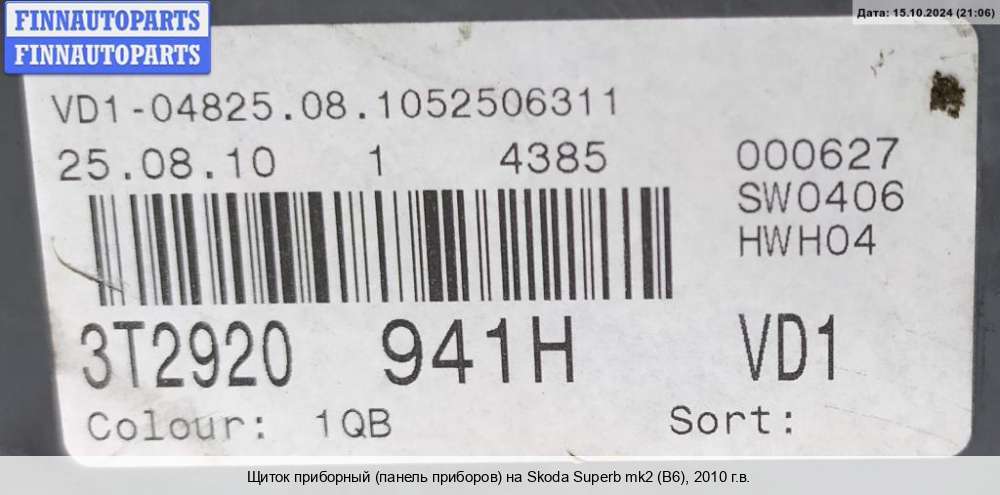 FINNAUTOPARTS
FINNAUTOPARTS
Дата: 15.10.2024 (21:06)
VD1-04825.08.1052506311
25.08.10 1 4385 000627
SW0406
HWH04
3T2920 941H VD1
Colour: 1QB Sort:
Щиток приборный (панель приборов) на Skoda Superb mk2 (B6), 2010 г.в.